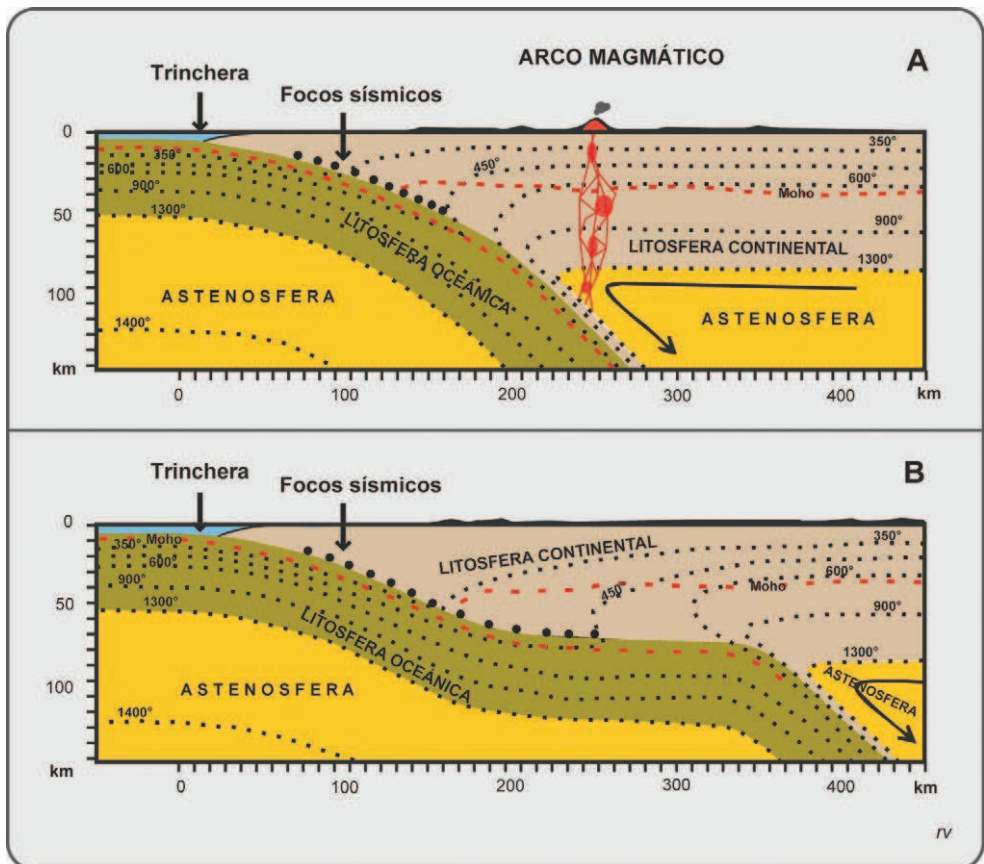 ARCO MAGMÁTICO
A
Trinchera
Focos sísmicos
0
50
100
km
350°
600°
900°
1300°
1400°
450°
350°
600°
Moho
900°
1300°
LITOSFERA OCEÁNICA
LITOSFERA CONTINENTAL
ASTENOSFERA
ASTENOSFERA
0
100
200
300
400
km
B
Trinchera
Focos sísmicos
0
50
100
km
350°
Moho
600°
900°
1300°
1400°
LITOSFERA CONTINENTAL
450°
350°
600°
Moho
900°
1300°
LITOSFERA OCEÁNICA
ASTENOSFERA
ASTENOSFERA
0
100
200
300
400
km
rv